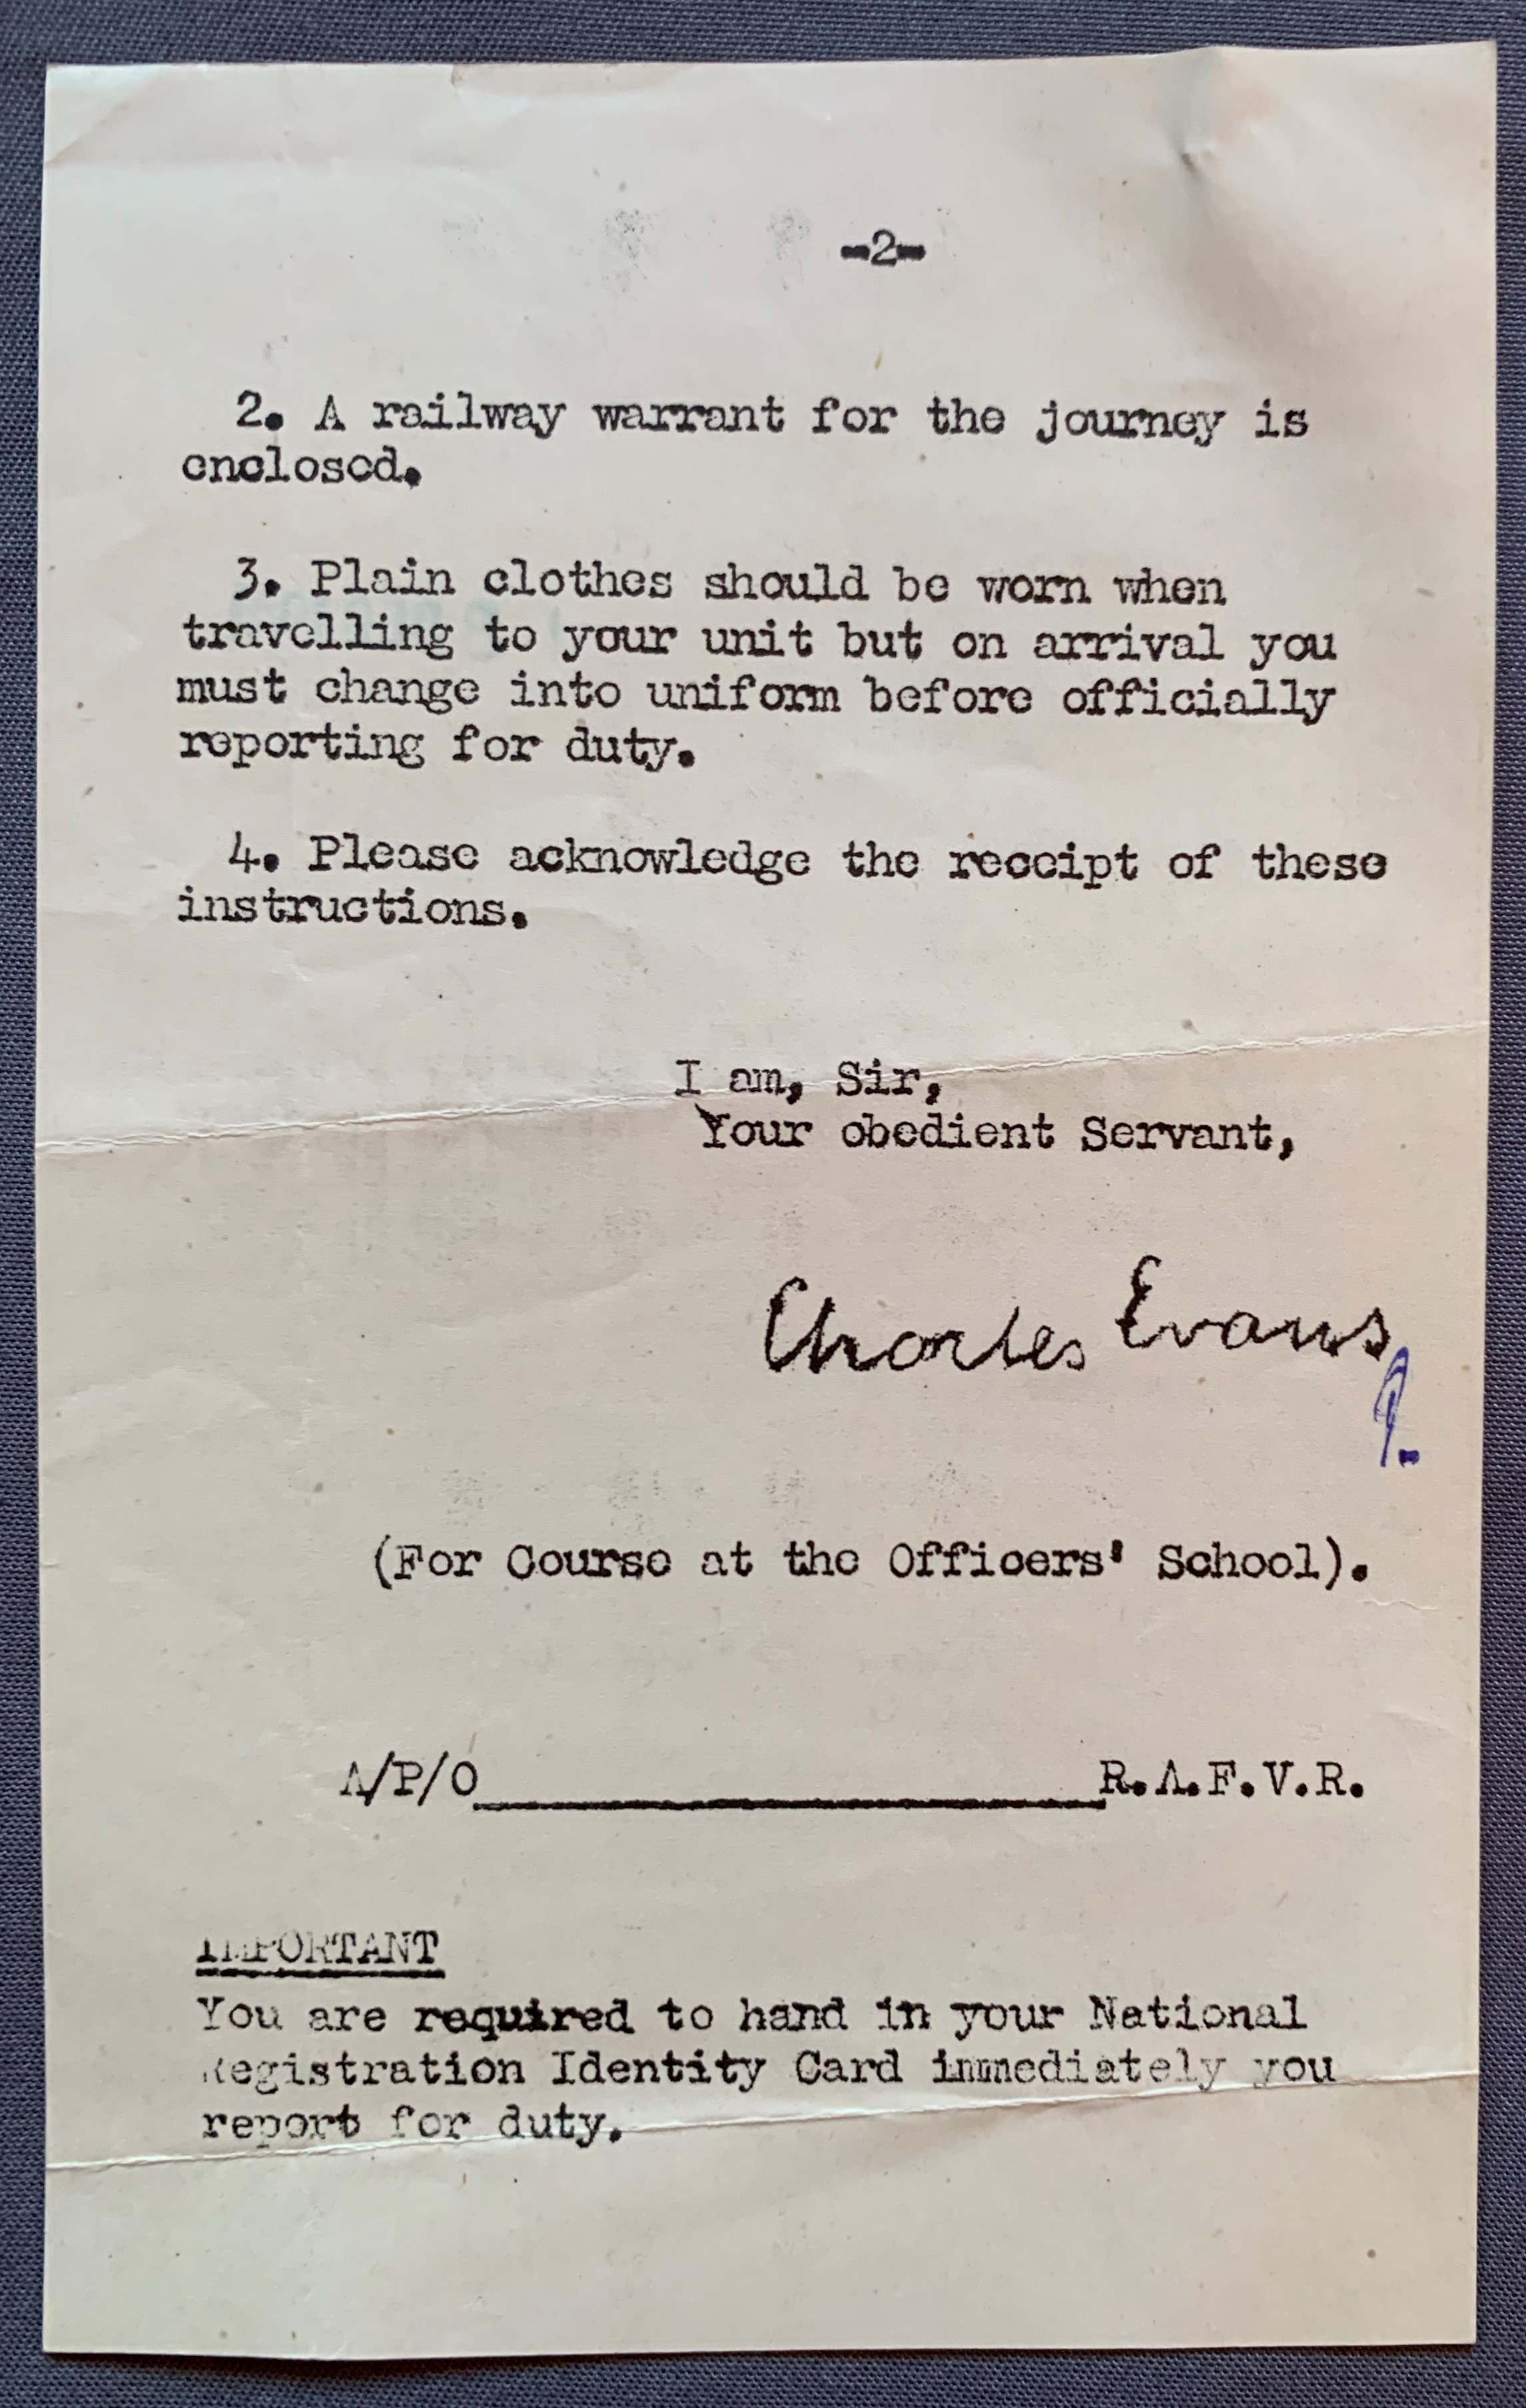 -2-
2. A railway warrant for the journey is
enclosed.
3. Plain clothes should be worn when
travelling to your unit but on arrival you
must change into uniform before officially
reporting for duty.
4. Please acknowledge the receipt of these
instructions.
I am, Sir,
Your obedient Servant,
Charles Evans
(For Course at the Officers' School).
A/P/O____________________R.A.F.V.R.
IMPORTANT
You are required to hand in your National
Registration Identity Card immediately you
report for duty.